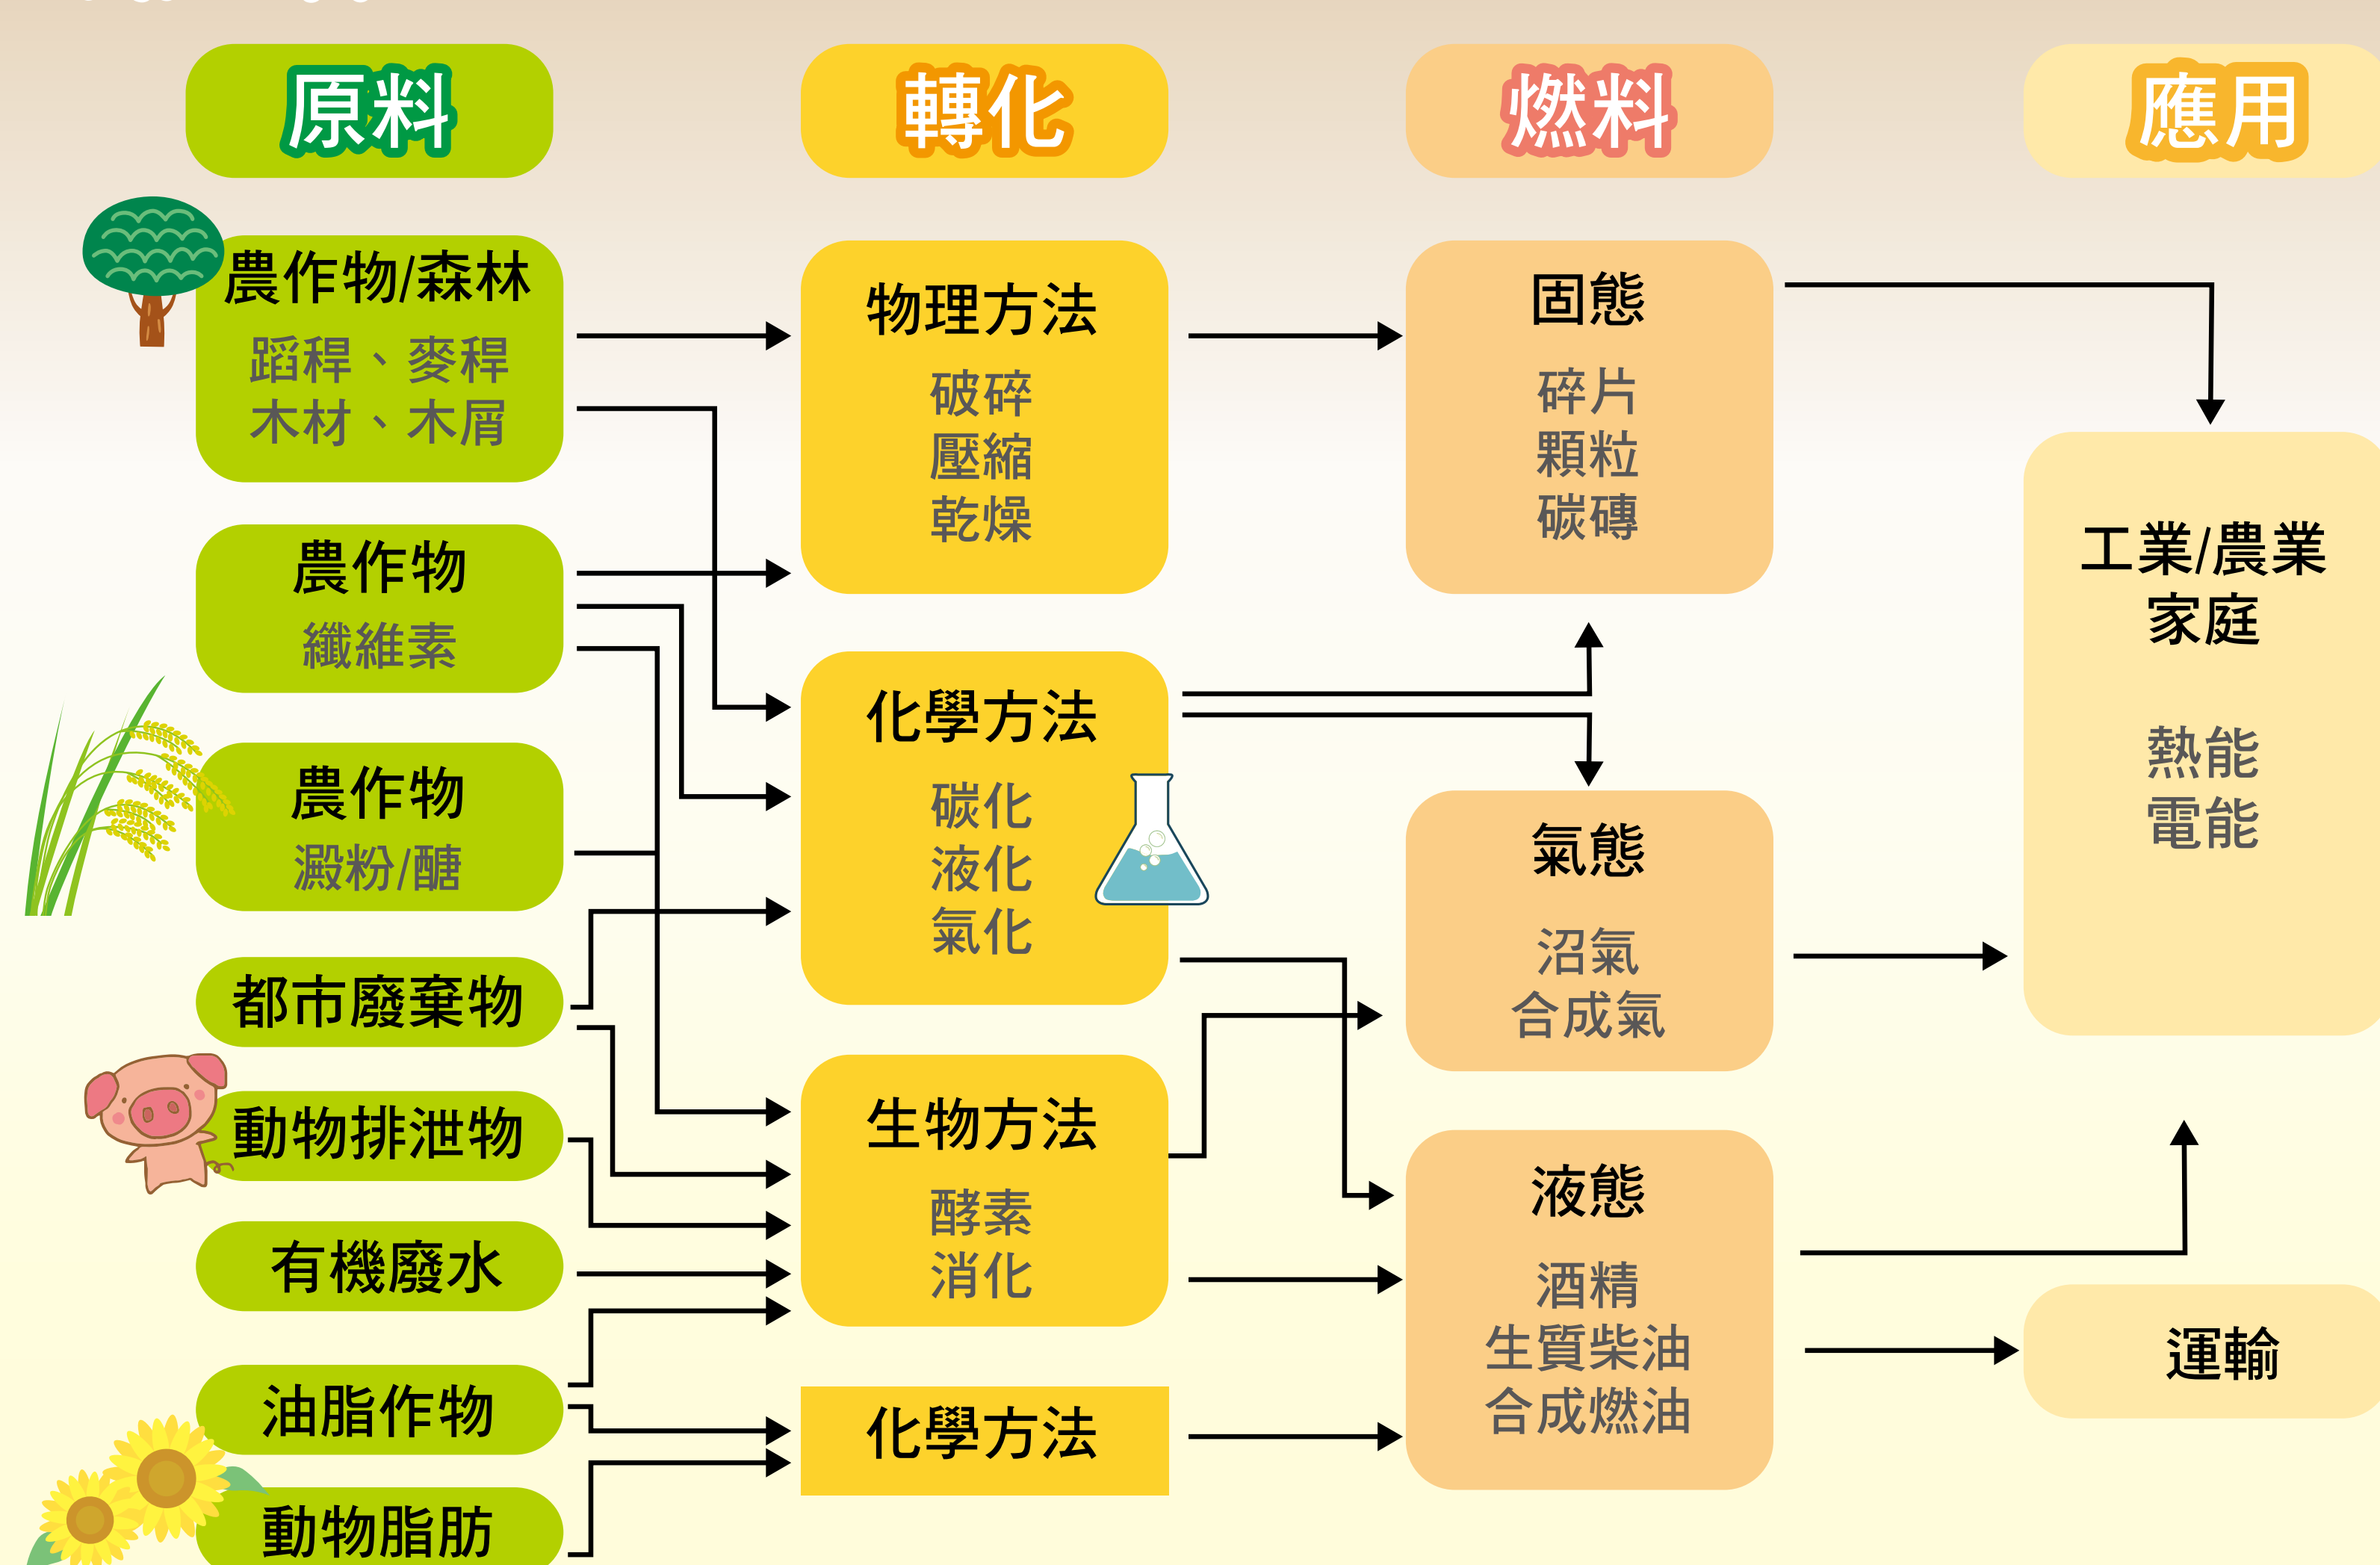 原料
轉化
燃料
應用
農作物/森林
蹈稈、麥稈
木材、木屑
農作物
纖維素
農作物
澱粉/醣
都市廢棄物
動物排泄物
有機廢水
油脂作物
動物脂肪
物理方法
破碎
壓縮
乾燥
化學方法
碳化
液化
氣化
生物方法
酵素
消化
化學方法
固態
碎片
顆粒
碳磚
氣態
沼氣
合成氣
液態
酒精
生質柴油
合成燃油
工業/農業
家庭
熱能
電能
運輸